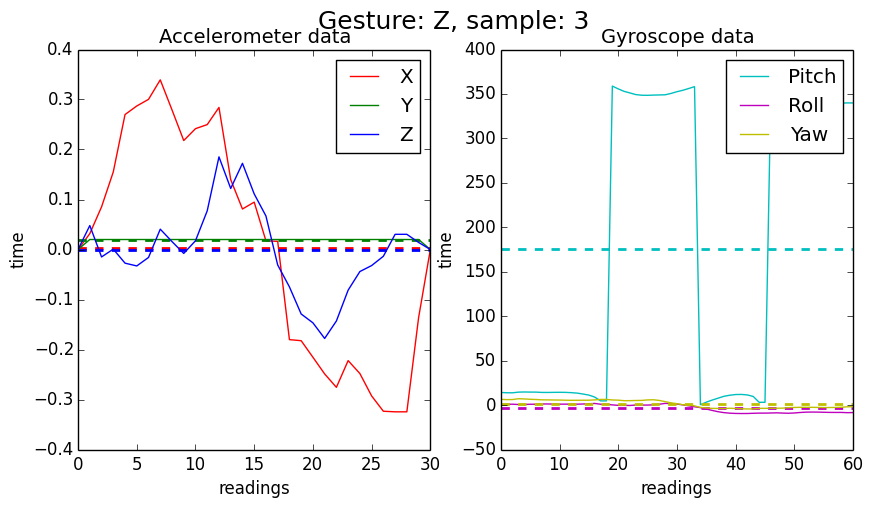 Gesture: Z, sample: 3
Accelerometer data
0.4
0.3
0.2
0.1
0.0
−0.1
−0.2
−0.3
−0.4
time
0
5
10
15
20
25
30
readings
X
Y
Z
Gyroscope data
400
350
300
250
200
150
100
50
0
−50
time
0
10
20
30
40
50
60
readings
Pitch
Roll
Yaw